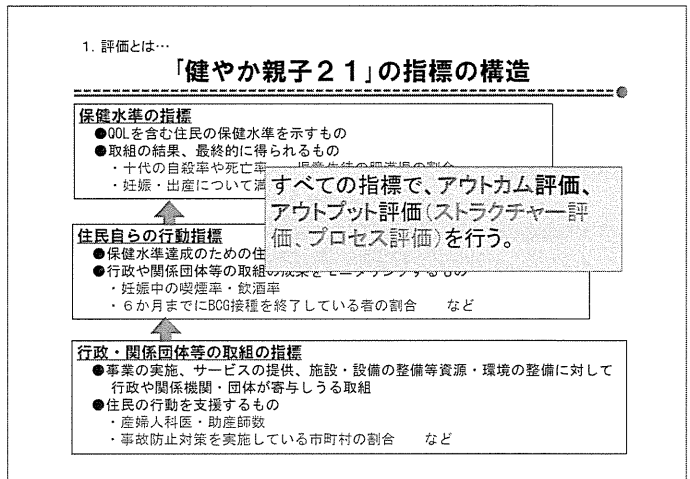 1. 評価とは…
「健やか親子２１」の指標の構造
保健水準の指標
●QOLを含む住民の保健水準を示すもの
●取組の結果、最終的に得られるもの
・十代の自殺率や死亡率
・妊娠・出産について満
すべての指標で、アウトカム評価、
アウトプット評価（ストラクチャー評
価、プロセス評価）を行う。
住民自らの行動指標
●保健水準達成のための住
●行政や関係団体等の取組の成果をモニタリングするもの
・妊娠中の喫煙率・飲酒率
・６か月までにBCG接種を終了している者の割合　など
行政・関係団体等の取組の指標
●事業の実施、サービスの提供、施設・設備の整備等資源・環境の整備に対して
行政や関係機関・団体が寄与しうる取組
●住民の行動を支援するもの
・産婦人科医・助産師数
・事故防止対策を実施している市町村の割合　など